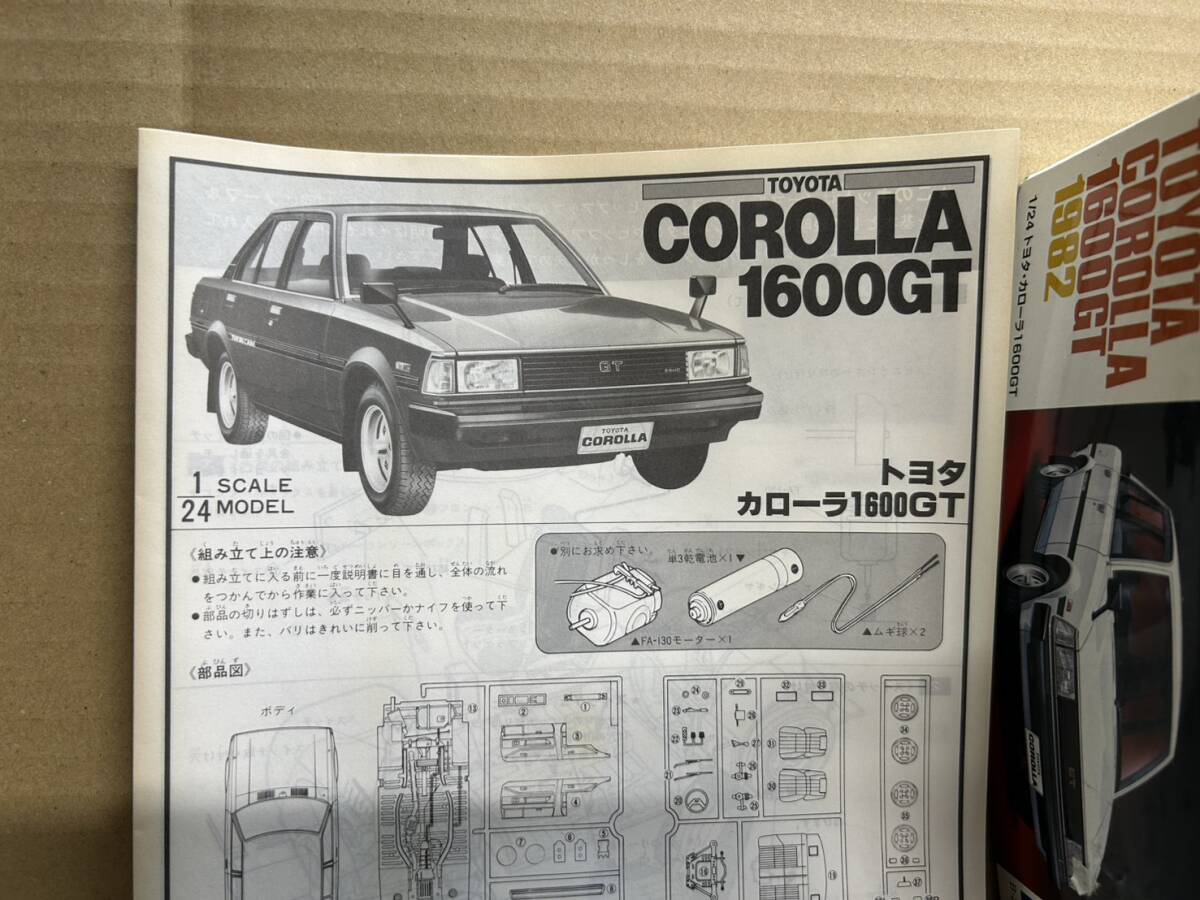 TOYOTA
COROLLA
1600GT
GT
TOYOTA
COROLLA
1
24
SCALE
MODEL
トヨタ
カローラ1600GT
《組み立て上の注意》
●組み立てに入る前に一度説明書に目を通し、全体の流れ
をつかんでから作業に入って下さい。
●部品の切りはずしは、必ずニッパーかナイフを使って下
さい。また、バリはきれいに削って下さい。
●別にお求め下さい。
単3乾電池×1▼
▲FA-130モーター×1
▲ムギ球×2
《部品図》
ボディ
TOYOTA
COROLLA
1600GT
1982
1/24 トヨタ・カローラ1600GT
GT
TOYOTA
COROLLA